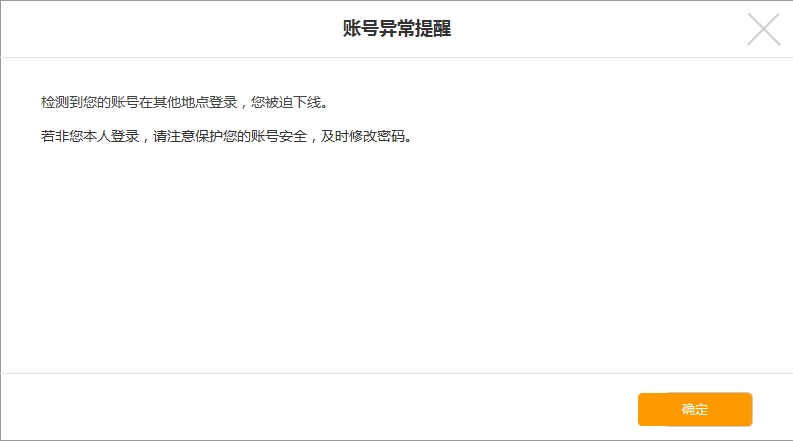 账号异常提醒
检测到您的账号在其他地点登录，您被迫下线。
若非您本人登录，请注意保护您的账号安全，及时修改密码。
确定